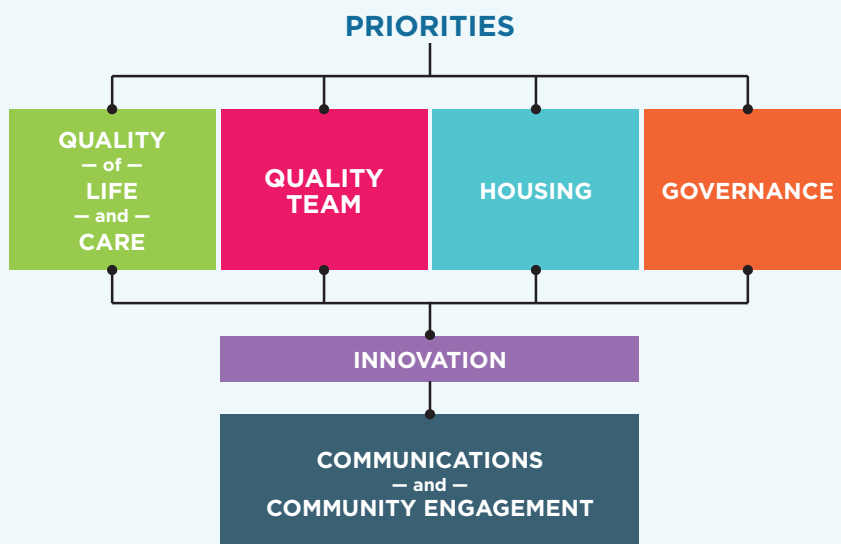 PRIORITIES
QUALITY
— of —
LIFE
— and —
CARE
QUALITY
TEAM
HOUSING
GOVERNANCE
INNOVATION
COMMUNICATIONS
— and —
COMMUNITY ENGAGEMENT